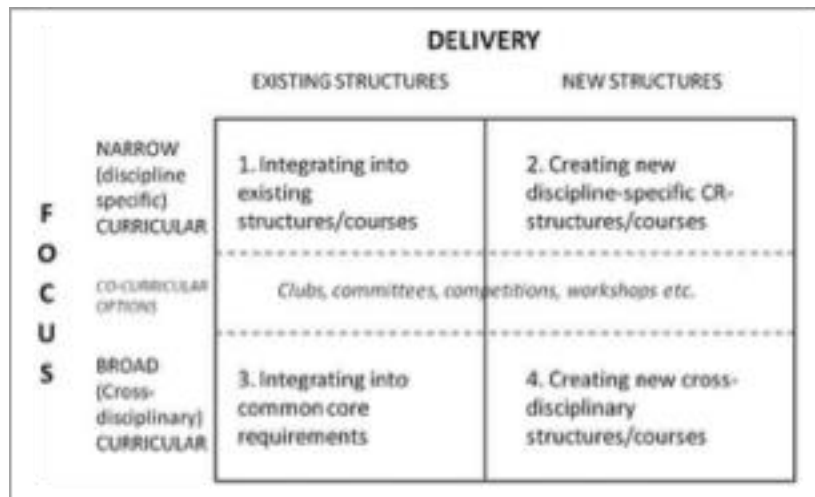 DELIVERY
EXISTING STRUCTURES NEW STRUCTURES
FOCUS
NARROW
(discipline
specific)
CURRICULAR
1. Integrating into
existing
structures/courses
2. Creating new
discipline-specific CR-
structures/courses
CO-CURRICULAR
OPTIONS
Clubs, committees, competitions, workshops etc.
BROAD
(Cross-
disciplinary)
CURRICULAR
3. Integrating into
common core
requirements
4. Creating new cross-
disciplinary
structures/courses